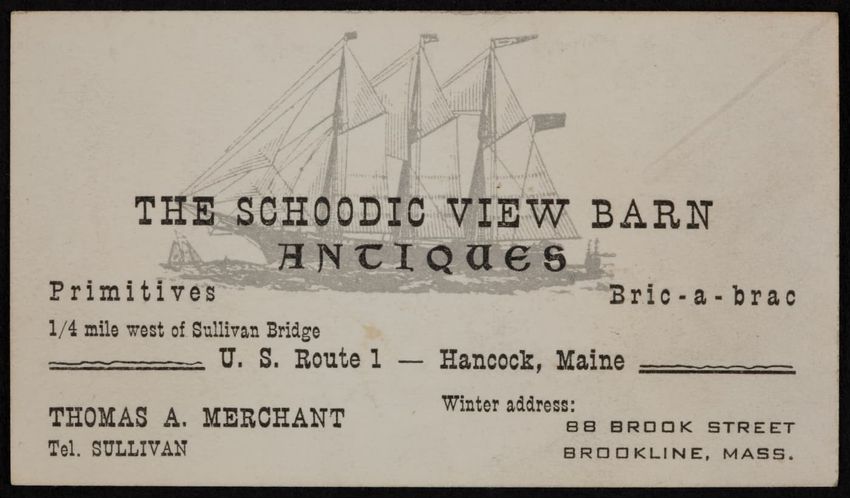 THE SCHOODIC VIEW BARN
ANTIQUES
Primitives
Bric-a-brac
1/4 mile west of Sullivan Bridge
U. S. Route 1 — Hancock, Maine
THOMAS A. MERCHANT
Tel. SULLIVAN
Winter address:
88 BROOK STREET
BROOKLINE, MASS.